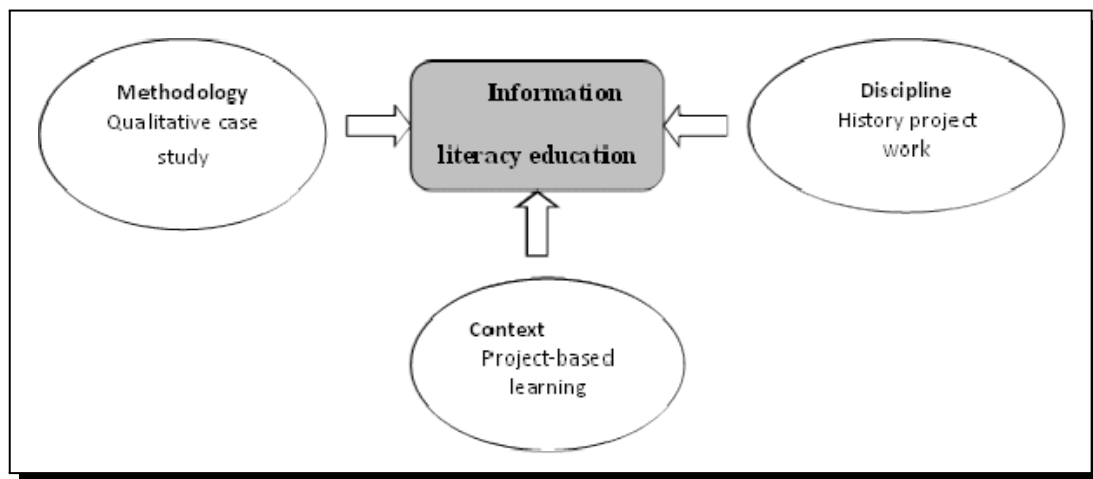 Methodology
Qualitative case
study
Information
literacy education
Discipline
History project
work
Context
Project-based
learning